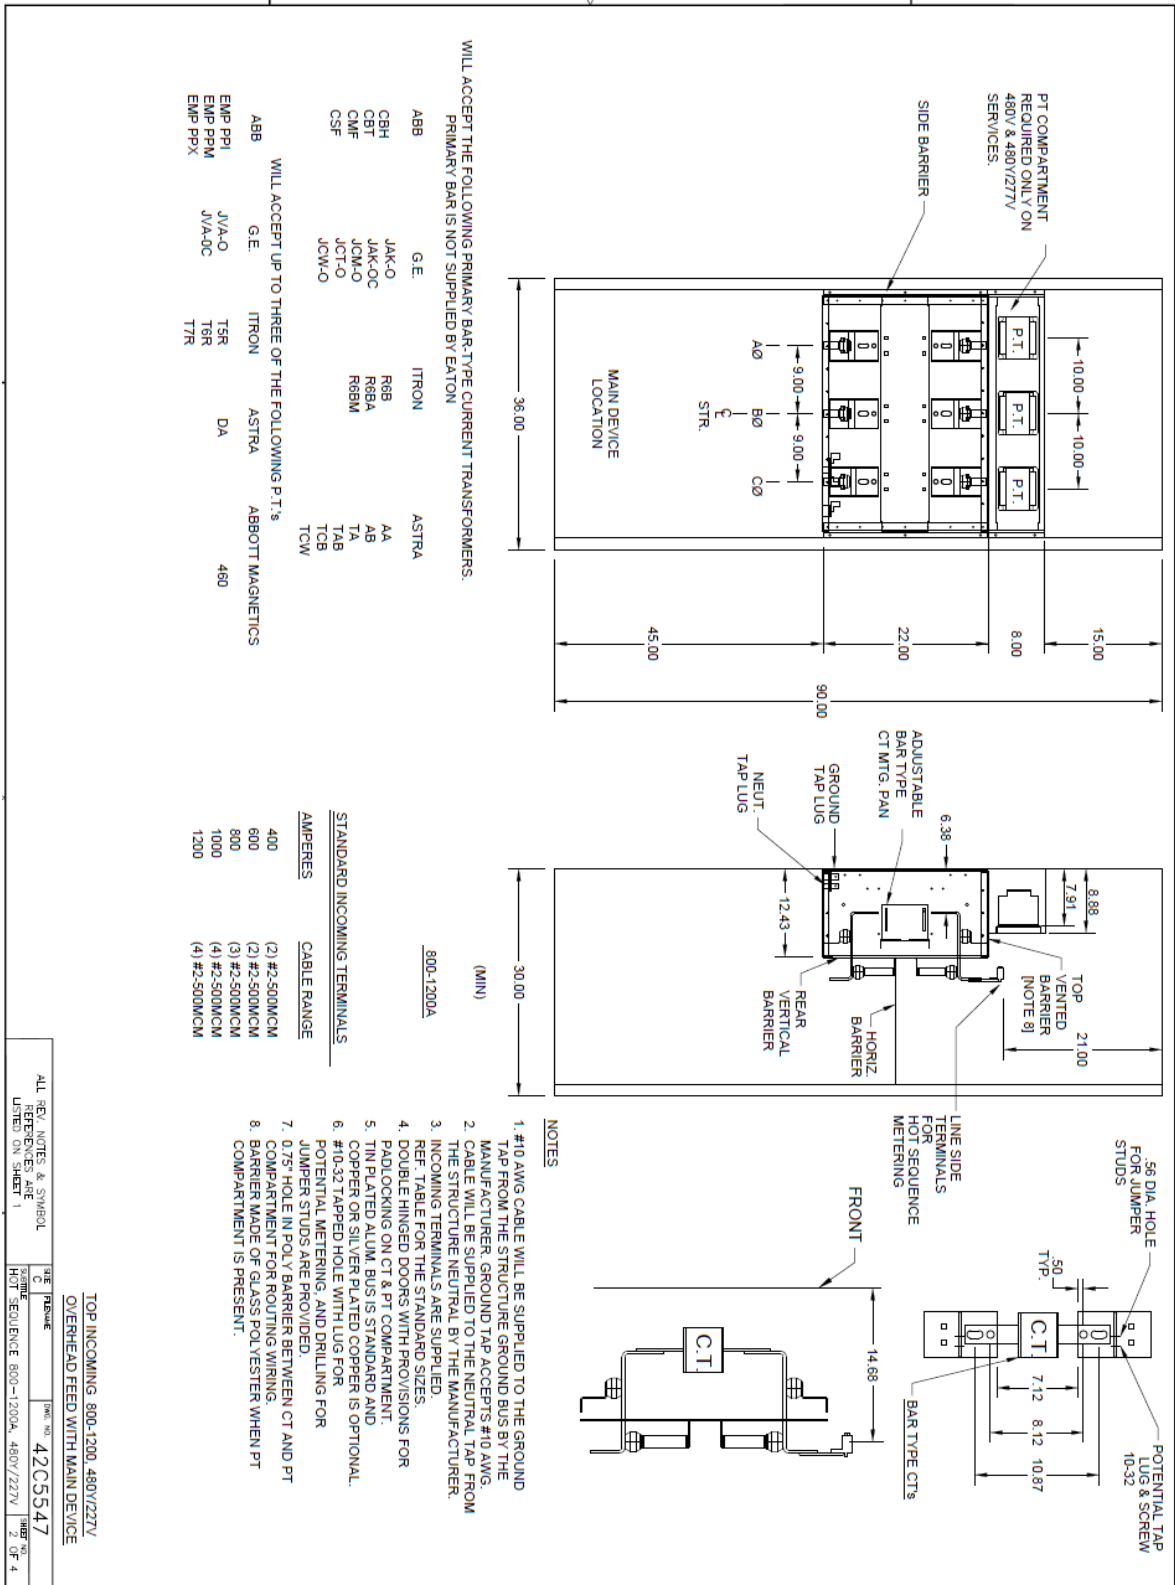 PT COMPARTMENT
REQUIRED ONLY ON
480V & 480Y/277V
SERVICES.
SIDE BARRIER
P.T.
P.T.
P.T.
10.00
10.00
AØ
BØ
CØ
9.00
9.00
℄
STR.
MAIN DEVICE
LOCATION
36.00
15.00
8.00
22.00
45.00
90.00
8.88
7.91
6.38
12.43
TOP
VENTED
BARRIER
[NOTE 8]
21.00
ADJUSTABLE
BAR TYPE
CT MTG. PAN
GROUND
TAP LUG
NEUT.
TAP LUG
HORIZ.
BARRIER
REAR
VERTICAL
BARRIER
30.00
(MIN)
800-1200A
LINE SIDE
TERMINALS
FOR
HOT SEQUENCE
METERING
.56 DIA. HOLE
FOR JUMPER
STUDS
.50
TYP.
C.T.
7.12
8.12
10.87
POTENTIAL TAP
LUG & SCREW
10-32
BAR TYPE CT's
FRONT
14.68
C.T.
WILL ACCEPT THE FOLLOWING PRIMARY BAR-TYPE CURRENT TRANSFORMERS.
PRIMARY BAR IS NOT SUPPLIED BY EATON
ABB G.E. ITRON ASTRA
CBH JAK-O R6B AA
CBT JAK-OC R6BA AB
CMF JCM-O R6BM TA
CSF JCT-O TAB
JCW-O TCB
TCW
WILL ACCEPT UP TO THREE OF THE FOLLOWING P.T.'s
ABB G.E. ITRON ASTRA ABBOTT MAGNETICS
EMP PPI JVA-O T5R DA 460
EMP PPM JVA-OC T6R
EMP PPX T7R
STANDARD INCOMING TERMINALS
AMPERES CABLE RANGE
400 (2) #2-500MCM
600 (2) #2-500MCM
800 (3) #2-500MCM
1000 (4) #2-500MCM
1200 (4) #2-500MCM
NOTES
1. #10 AWG CABLE WILL BE SUPPLIED TO THE GROUND
TAP FROM THE STRUCTURE GROUND BUS BY THE
MANUFACTURER. GROUND TAP ACCEPTS #10 AWG.
2. CABLE WILL BE SUPPLIED TO THE NEUTRAL TAP FROM
THE STRUCTURE NEUTRAL BY THE MANUFACTURER.
3. INCOMING TERMINALS ARE SUPPLIED.
REF. TABLE FOR THE STANDARD SIZES.
4. DOUBLE HINGED DOORS WITH PROVISIONS FOR
PADLOCKING ON CT & PT COMPARTMENT.
5. TIN PLATED ALUM. BUS IS STANDARD AND
COPPER OR SILVER PLATED COPPER IS OPTIONAL.
6. #10-32 TAPPED HOLE WITH LUG FOR
POTENTIAL METERING, AND DRILLING FOR
JUMPER STUDS ARE PROVIDED.
7. 0.75" HOLE IN POLY BARRIER BETWEEN CT AND PT
COMPARTMENT FOR ROUTING WIRING.
8. BARRIER MADE OF GLASS POLYESTER WHEN PT
COMPARTMENT IS PRESENT.
TOP INCOMING 800-1200, 480Y/227V
OVERHEAD FEED WITH MAIN DEVICE
ALL REV. NOTES & SYMBOL
REFERENCES ARE
LISTED ON SHEET 1
SIZE
C
FILENAME
DWG. NO.
42C5547
SUBTITLE
HOT SEQUENCE 800-1200A, 480Y/227V
SHEET NO.
2 OF 4